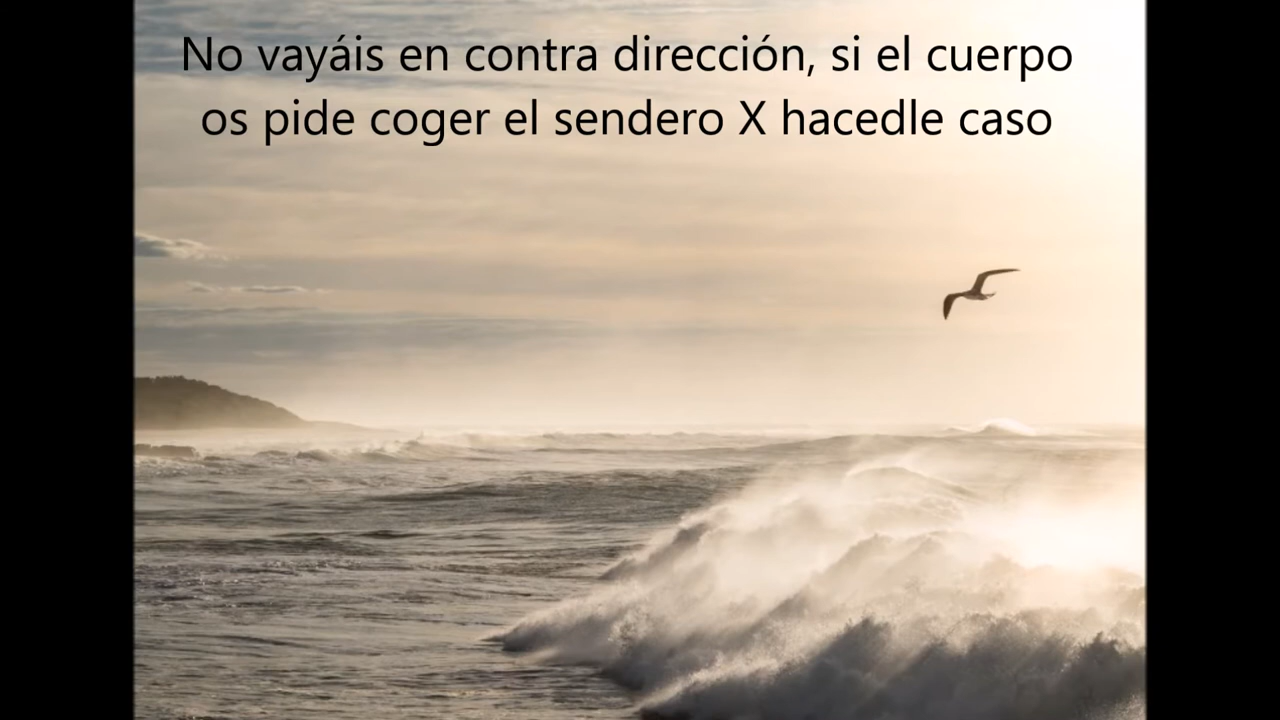 No vayáis en contra dirección, si el cuerpo
os pide coger el sendero X hacedle caso